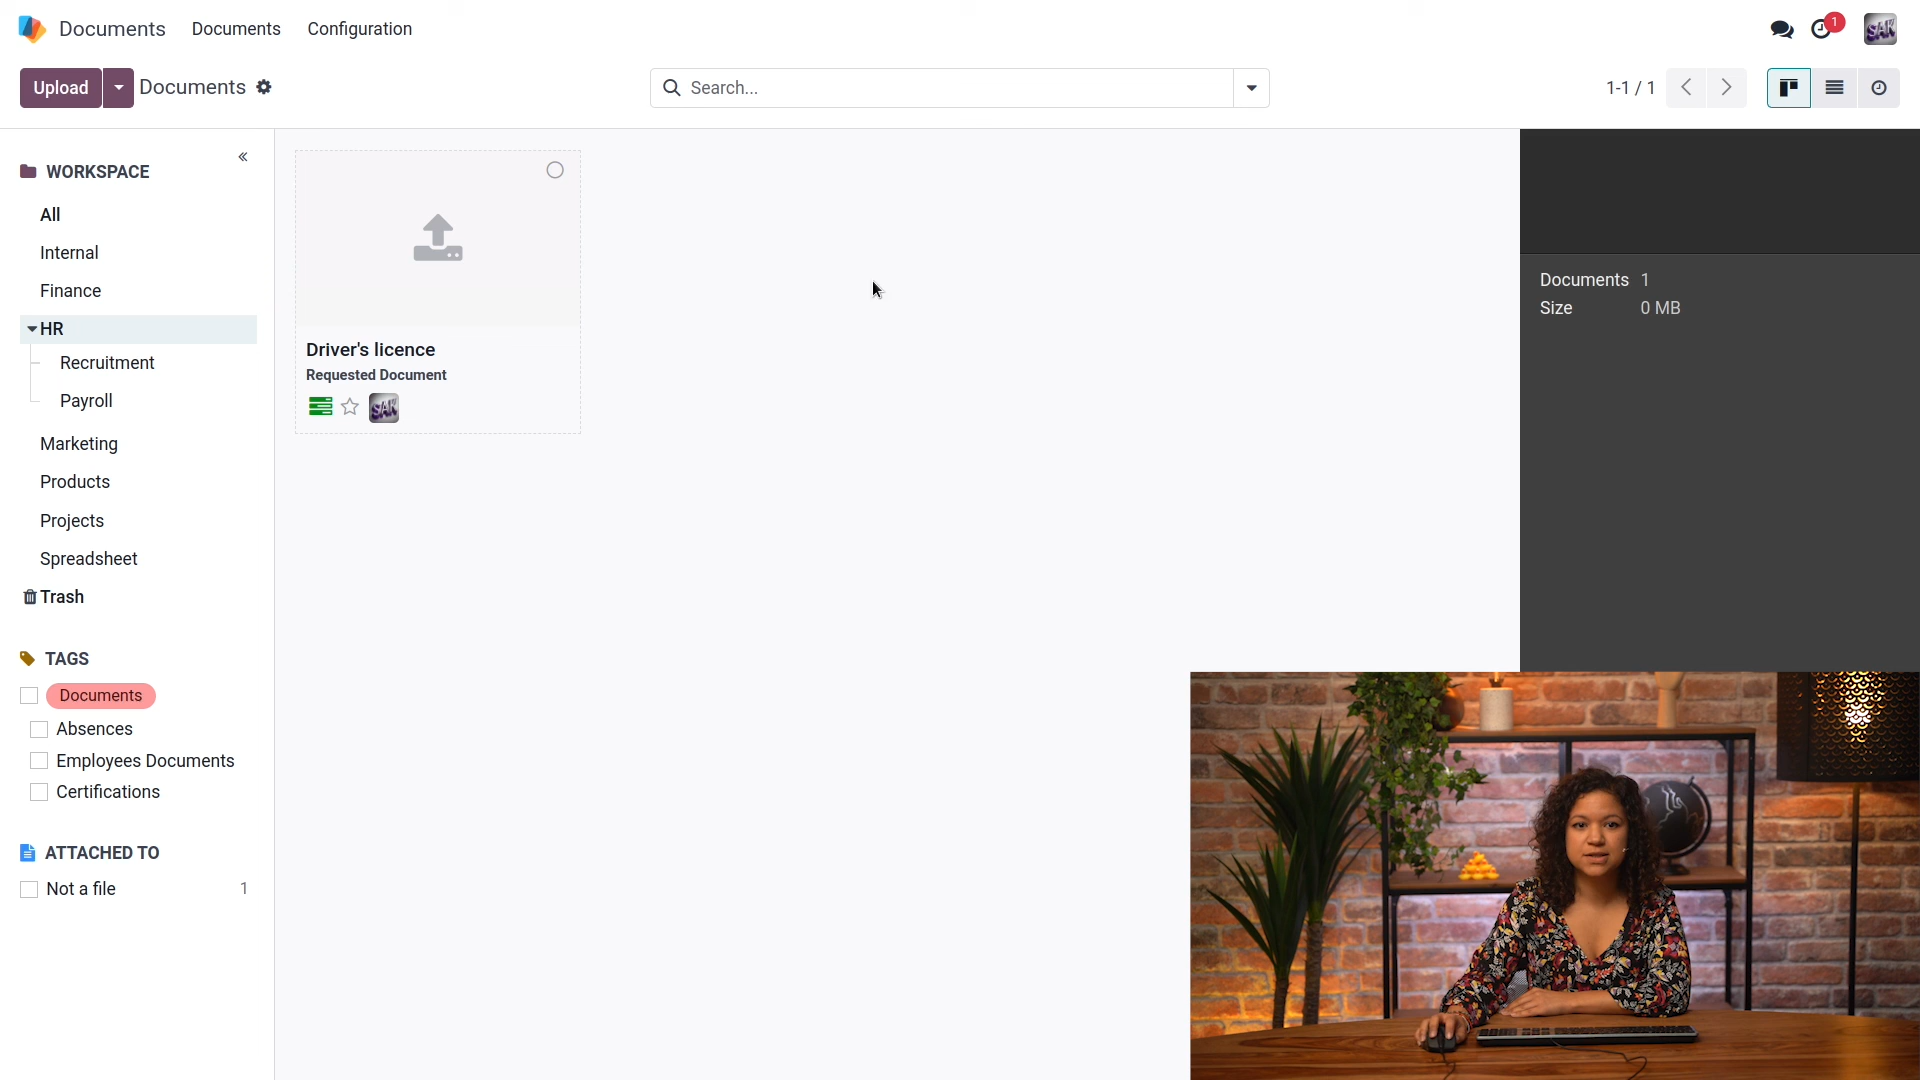 Documents
Documents
Configuration
1
SAK
Upload
Documents
Search...
1-1 / 1
WORKSPACE
All
Internal
Finance
HR
Recruitment
Payroll
Marketing
Products
Projects
Spreadsheet
Trash
TAGS
Documents
Absences
Employees Documents
Certifications
ATTACHED TO
Not a file 1
Driver's licence
Requested Document
SAK
Documents 1
Size 0 MB